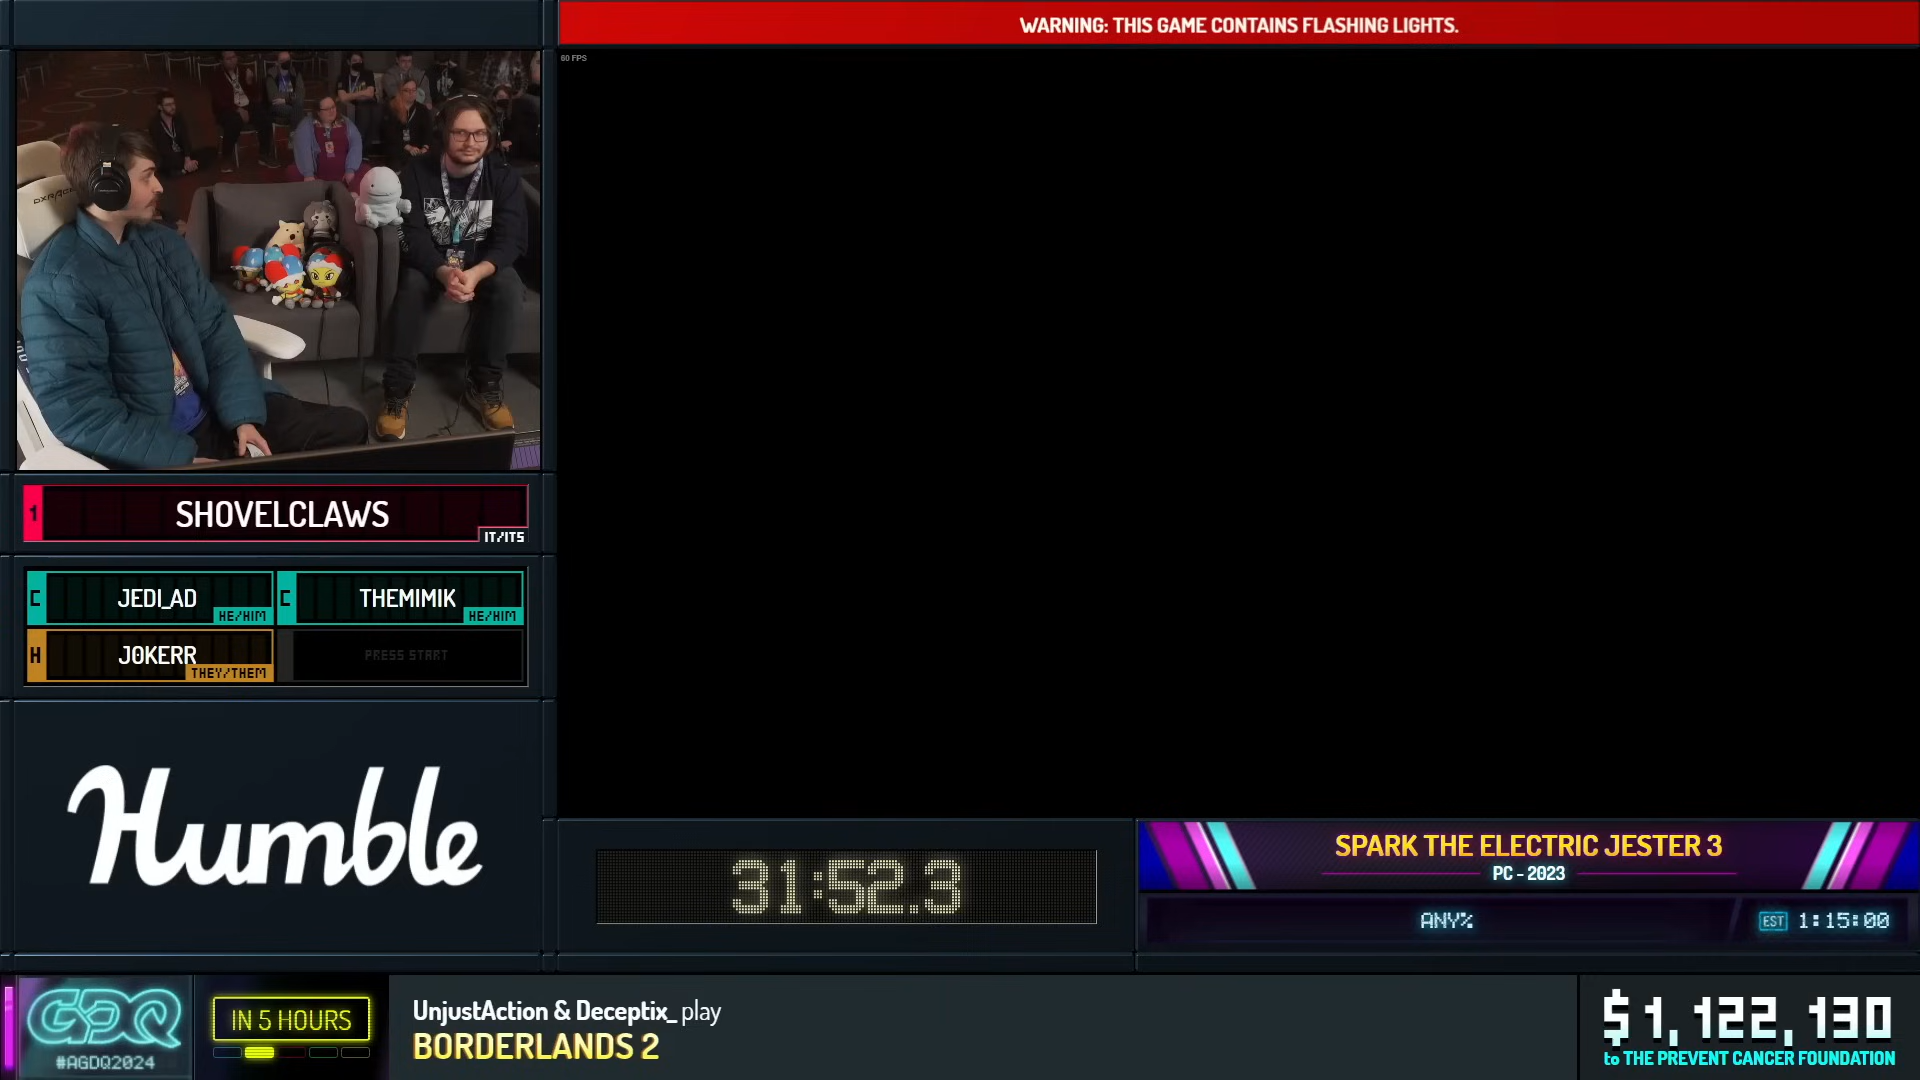 WARNING: THIS GAME CONTAINS FLASHING LIGHTS.
60 FPS
1
SHOVELCLAWS
IT/ITS
C
JEDI_AD
HE/HIM
C
THEMIMIK
HE/HIM
H
J0KERR
THEY/THEM
PRESS START
Humble
31:52.3
SPARK THE ELECTRIC JESTER 3
PC - 2023
ANY%
EST 1:15:00
GDQ
#AGDQ2024
IN 5 HOURS
UnjustAction & Deceptix_ play
BORDERLANDS 2
$1,122,130
to THE PREVENT CANCER FOUNDATION